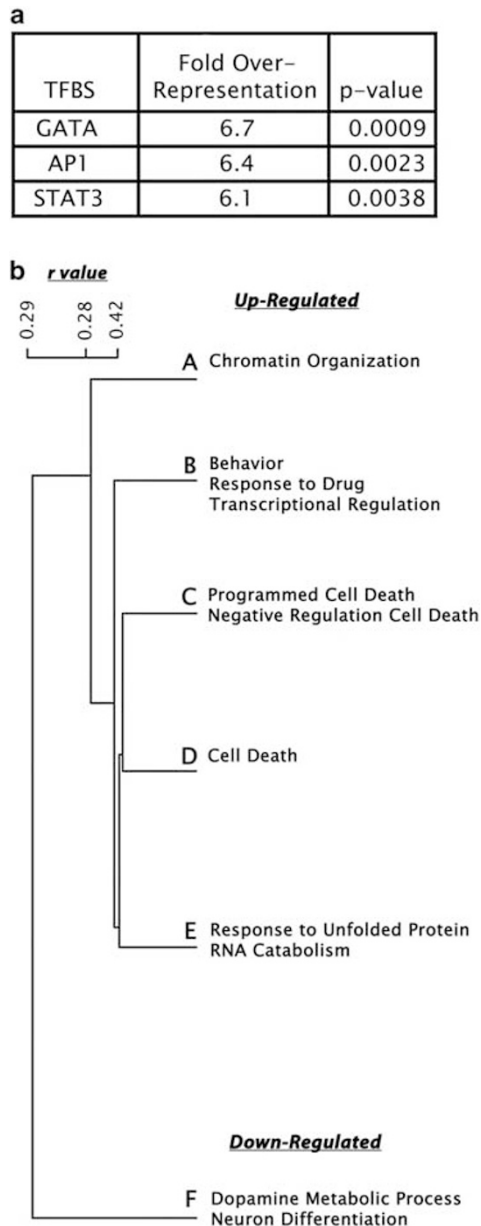 a
TFBS Fold Over-
Representation p-value
GATA 6.7 0.0009
AP1 6.4 0.0023
STAT3 6.1 0.0038
b r value
0.29 0.28 0.42
Up-Regulated
A Chromatin Organization
B Behavior
Response to Drug
Transcriptional Regulation
C Programmed Cell Death
Negative Regulation Cell Death
D Cell Death
E Response to Unfolded Protein
RNA Catabolism
Down-Regulated
F Dopamine Metabolic Process
Neuron Differentiation